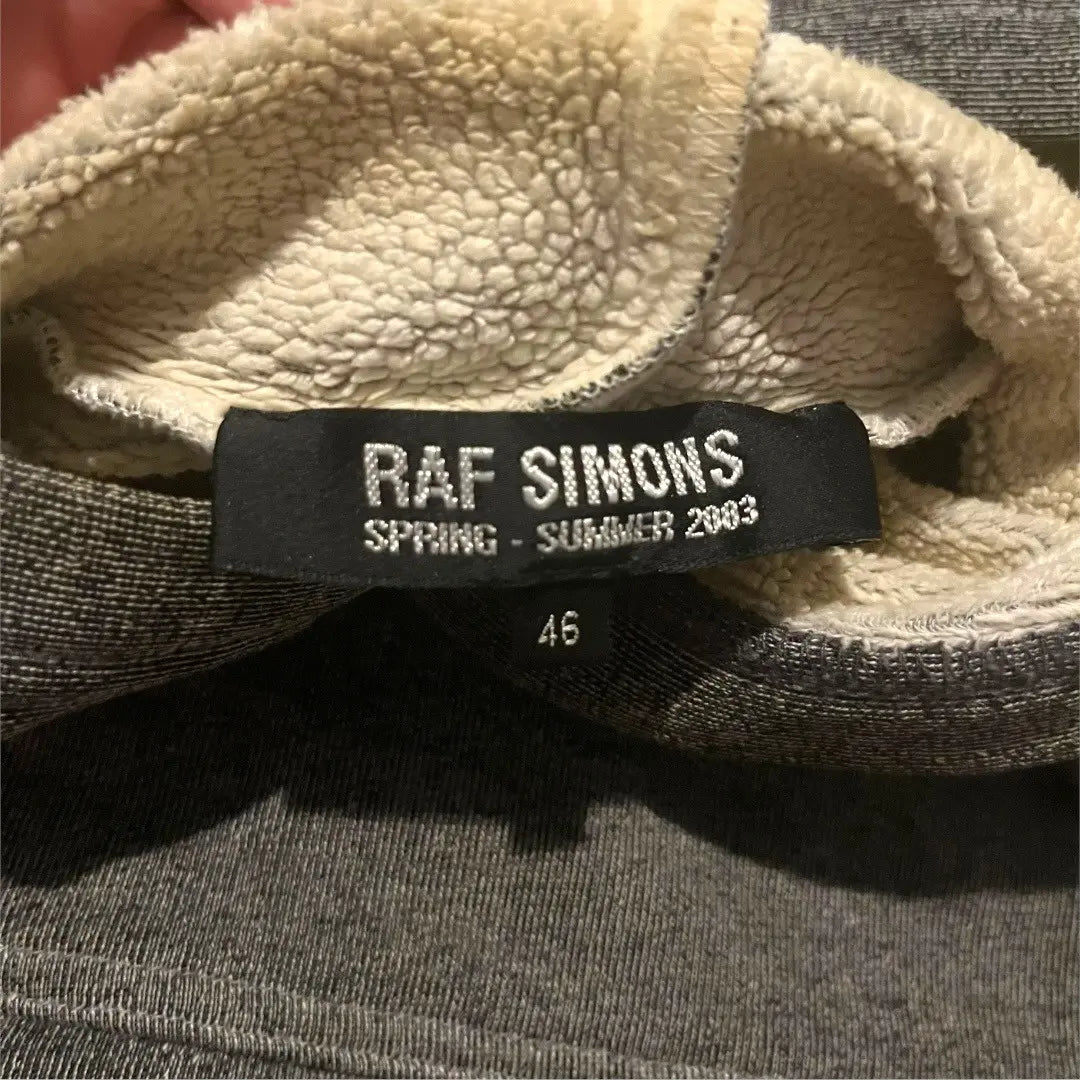 RAF SIMONS
SPRING - SUMMER 2003
46